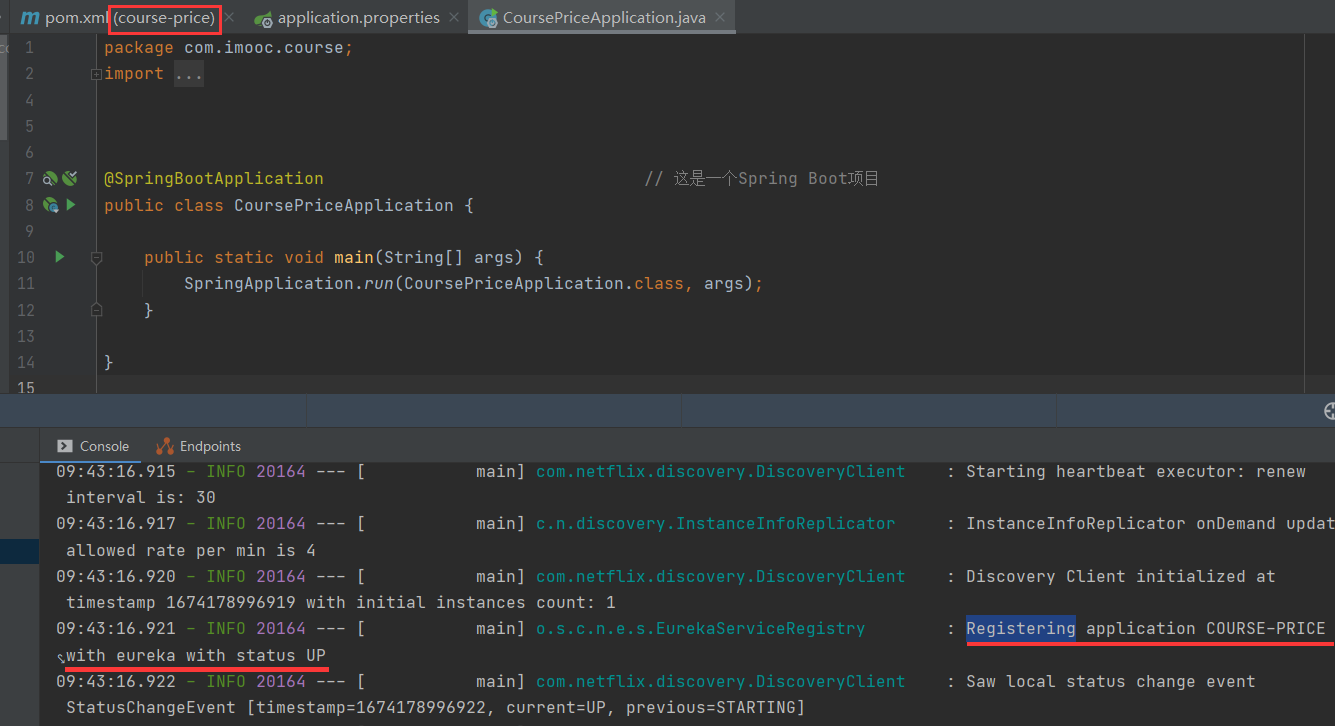 pom.xml (course-price)
application.properties
CoursePriceApplication.java
1 package com.imooc.course;
2 import ...
4
5
6
7 @SpringBootApplication // 这是一个Spring Boot项目
8 public class CoursePriceApplication {
9
10 public static void main(String[] args) {
11 SpringApplication.run(CoursePriceApplication.class, args);
12 }
13
14 }
15
Console
Endpoints
09:43:16.915 - INFO 20164 --- [ main] com.netflix.discovery.DiscoveryClient : Starting heartbeat executor: renew
interval is: 30
09:43:16.917 - INFO 20164 --- [ main] c.n.discovery.InstanceInfoReplicator : InstanceInfoReplicator onDemand updat
allowed rate per min is 4
09:43:16.920 - INFO 20164 --- [ main] com.netflix.discovery.DiscoveryClient : Discovery Client initialized at
timestamp 1674178996919 with initial instances count: 1
09:43:16.921 - INFO 20164 --- [ main] o.s.c.n.e.s.EurekaServiceRegistry : Registering application COURSE-PRICE
with eureka with status UP
09:43:16.922 - INFO 20164 --- [ main] com.netflix.discovery.DiscoveryClient : Saw local status change event
StatusChangeEvent [timestamp=1674178996922, current=UP, previous=STARTING]